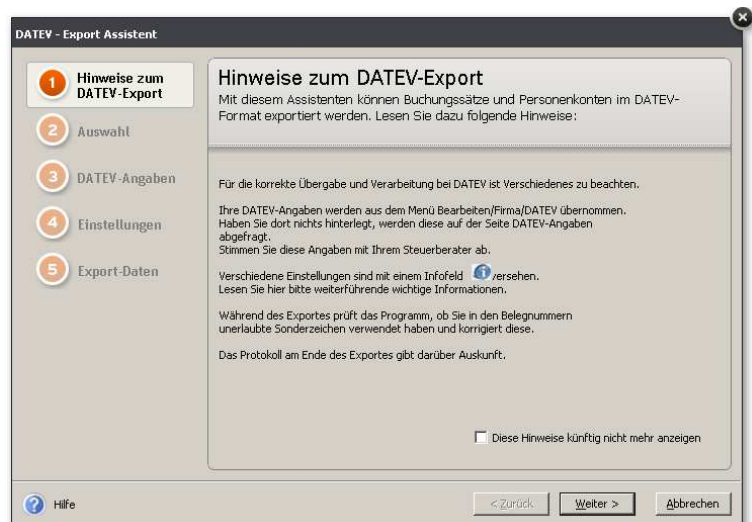 DATEV - Export Assistent
1 Hinweise zum
DATEV-Export
2 Auswahl
3 DATEV-Angaben
4 Einstellungen
5 Export-Daten
Hinweise zum DATEV-Export
Mit diesem Assistenten können Buchungssätze und Personenkonten im DATEV-
Format exportiert werden. Lesen Sie dazu folgende Hinweise:
Für die korrekte Übergabe und Verarbeitung bei DATEV ist Verschiedenes zu beachten.
Ihre DATEV-Angaben werden aus dem Menü Bearbeiten/Firma/DATEV übernommen.
Haben Sie dort nichts hinterlegt, werden diese auf der Seite DATEV-Angaben
abgefragt.
Stimmen Sie diese Angaben mit Ihrem Steuerberater ab.
Verschiedene Einstellungen sind mit einem Infofeld versehen.
Lesen Sie hier bitte weiterführende wichtige Informationen.
Während des Exportes prüft das Programm, ob Sie in den Belegnummern
unerlaubte Sonderzeichen verwendet haben und korrigiert diese.
Das Protokoll am Ende des Exportes gibt darüber Auskunft.
Diese Hinweise künftig nicht mehr anzeigen
Hilfe
< Zurück
Weiter >
Abbrechen